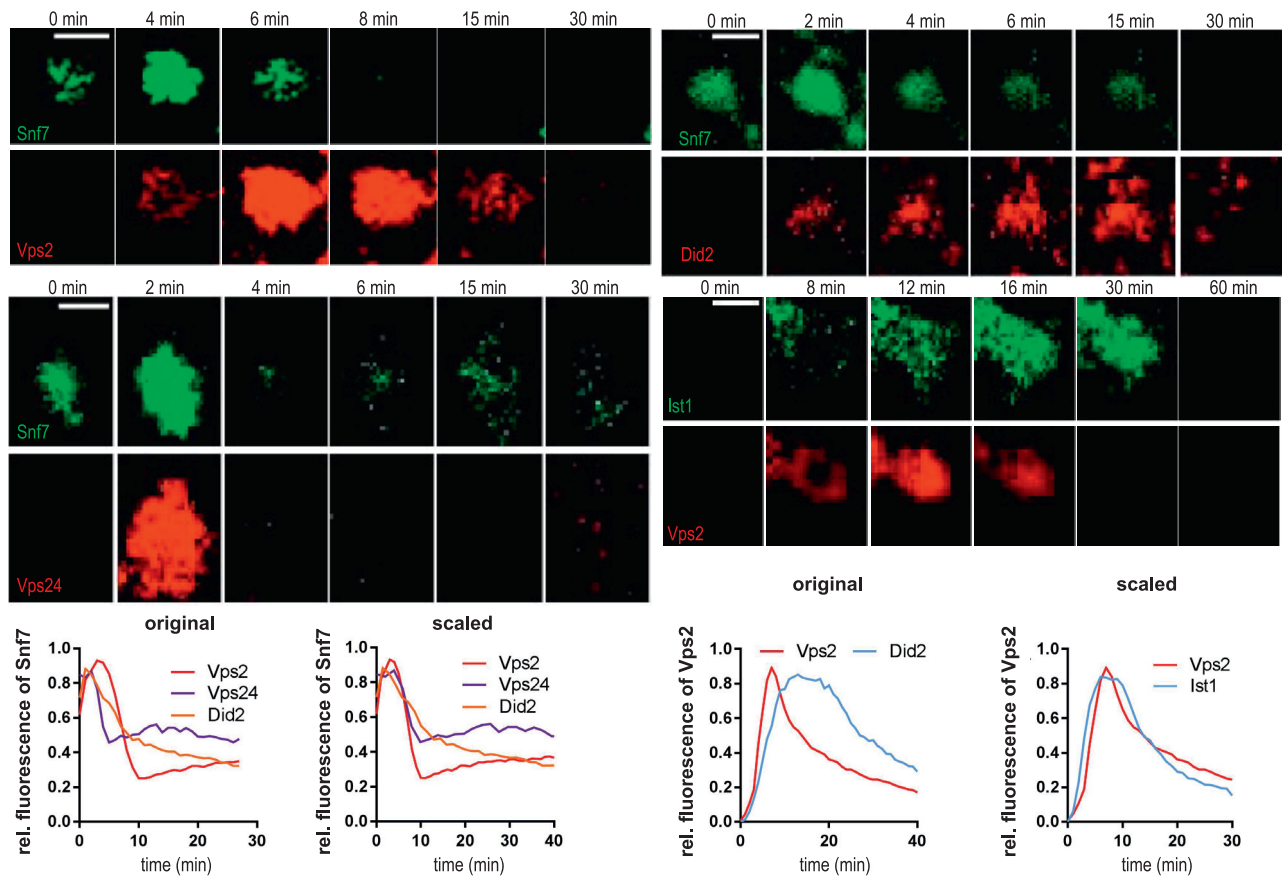 0 min 4 min 6 min 8 min 15 min 30 min
Snf7
Vps2
0 min 2 min 4 min 6 min 15 min 30 min
Snf7
Did2
0 min 2 min 4 min 6 min 15 min 30 min
Snf7
Vps24
0 min 8 min 12 min 16 min 30 min 60 min
Ist1
Vps2
original
rel. fluorescence of Snf7
1.0
0.8
0.6
0.4
0.2
0.0
Vps2
Vps24
Did2
0 10 20 30
time (min)
scaled
rel. fluorescence of Snf7
1.0
0.8
0.6
0.4
0.2
0.0
Vps2
Vps24
Did2
0 10 20 30 40
time (min)
original
rel. fluorescence of Vps2
1.0
0.8
0.6
0.4
0.2
0.0
Vps2 Did2
0 10 20 30 40
time (min)
scaled
rel. fluorescence of Vps2
1.0
0.8
0.6
0.4
0.2
0.0
Vps2
Ist1
0 10 20 30
time (min)